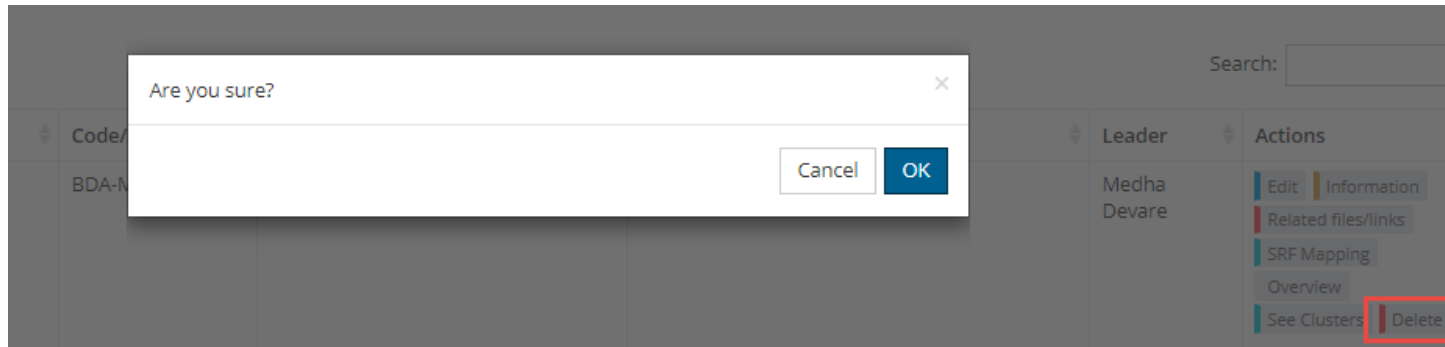 Search:
Are you sure?
×
Code/
Leader
Actions
Cancel
OK
BDA-
Medha
Devare
Edit
Information
Related files/links
SRF Mapping
Overview
See Clusters
Delete